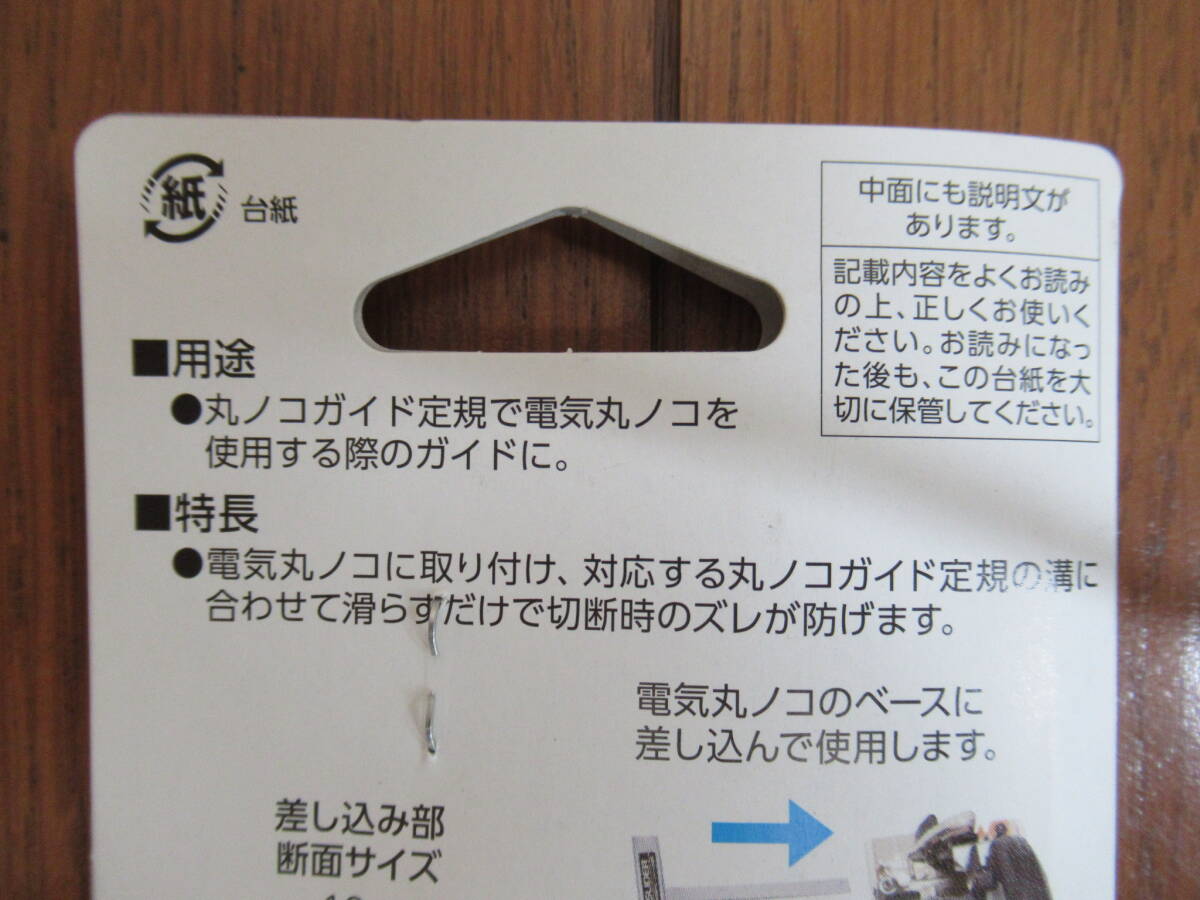 紙
台紙
中面にも説明文が
あります。
記載内容をよくお読み
の上、正しくお使いく
ださい。お読みになっ
た後も、この台紙を大
切に保管してください。
■用途
●丸ノコガイド定規で電気丸ノコを
使用する際のガイドに。
■特長
●電気丸ノコに取り付け、対応する丸ノコガイド定規の溝に
合わせて滑らすだけで切断時のズレが防げます。
電気丸ノコのベースに
差し込んで使用します。
差し込み部
断面サイズ